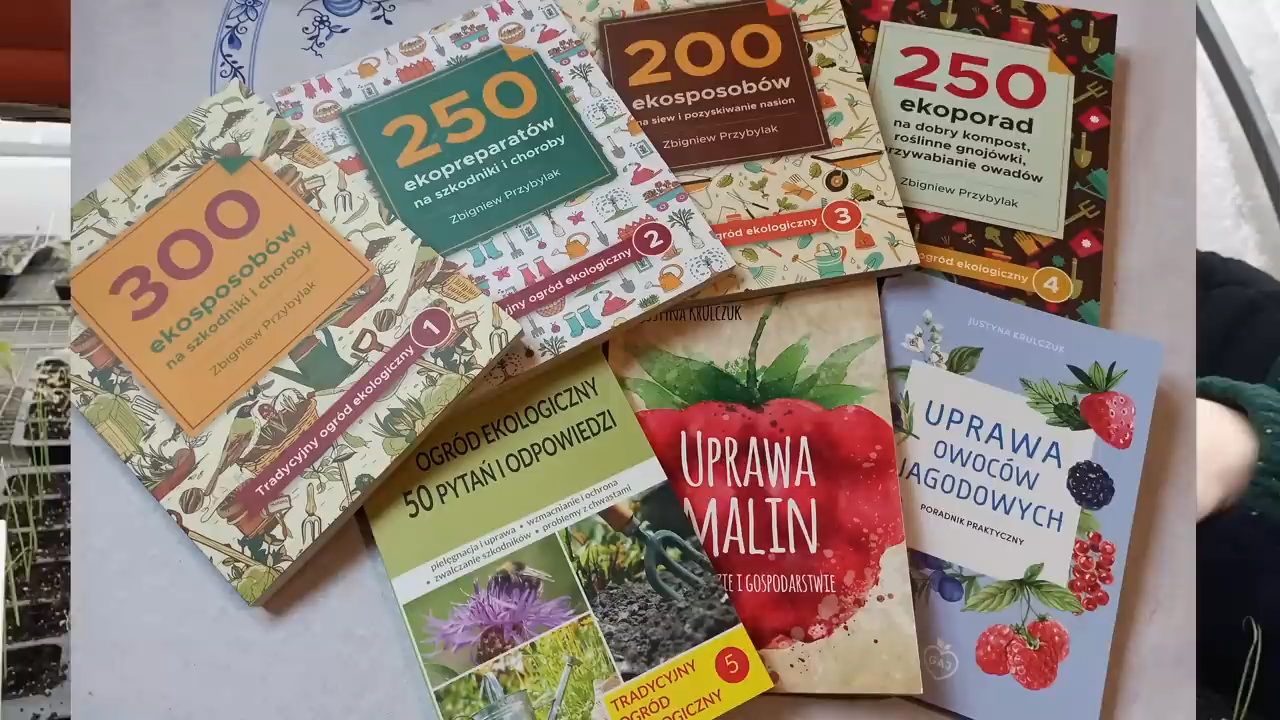 300
ekosposobów
na szkodniki i choroby
Zbigniew Przybylak
Tradycyjny ogród ekologiczny 1
250
ekopreparatów
na szkodniki i choroby
Zbigniew Przybylak
ogród ekologiczny 2
200
ekosposobów
na siew i pozyskiwanie nasion
Zbigniew Przybylak
ekologiczny 3
250
ekoporad
na dobry kompost,
roślinne gnojówki,
owadów
Zbigniew Przybylak
ogród ekologiczny 4
OGRÓD EKOLOGICZNY
50 PYTAŃ I ODPOWIEDZI
pielęgnacja i uprawa • wzmacnianie i ochrona
• zwalczanie szkodników • problemy z chwastami
TRADYCYJNY
5
KRULCZUK
UPRAWA
MALIN
I GOSPODARSTWIE
JUSTYNA KRULCZUK
UPRAWA
OWOCÓW
JAGODOWYCH
PORADNIK PRAKTYCZNY
GAJ